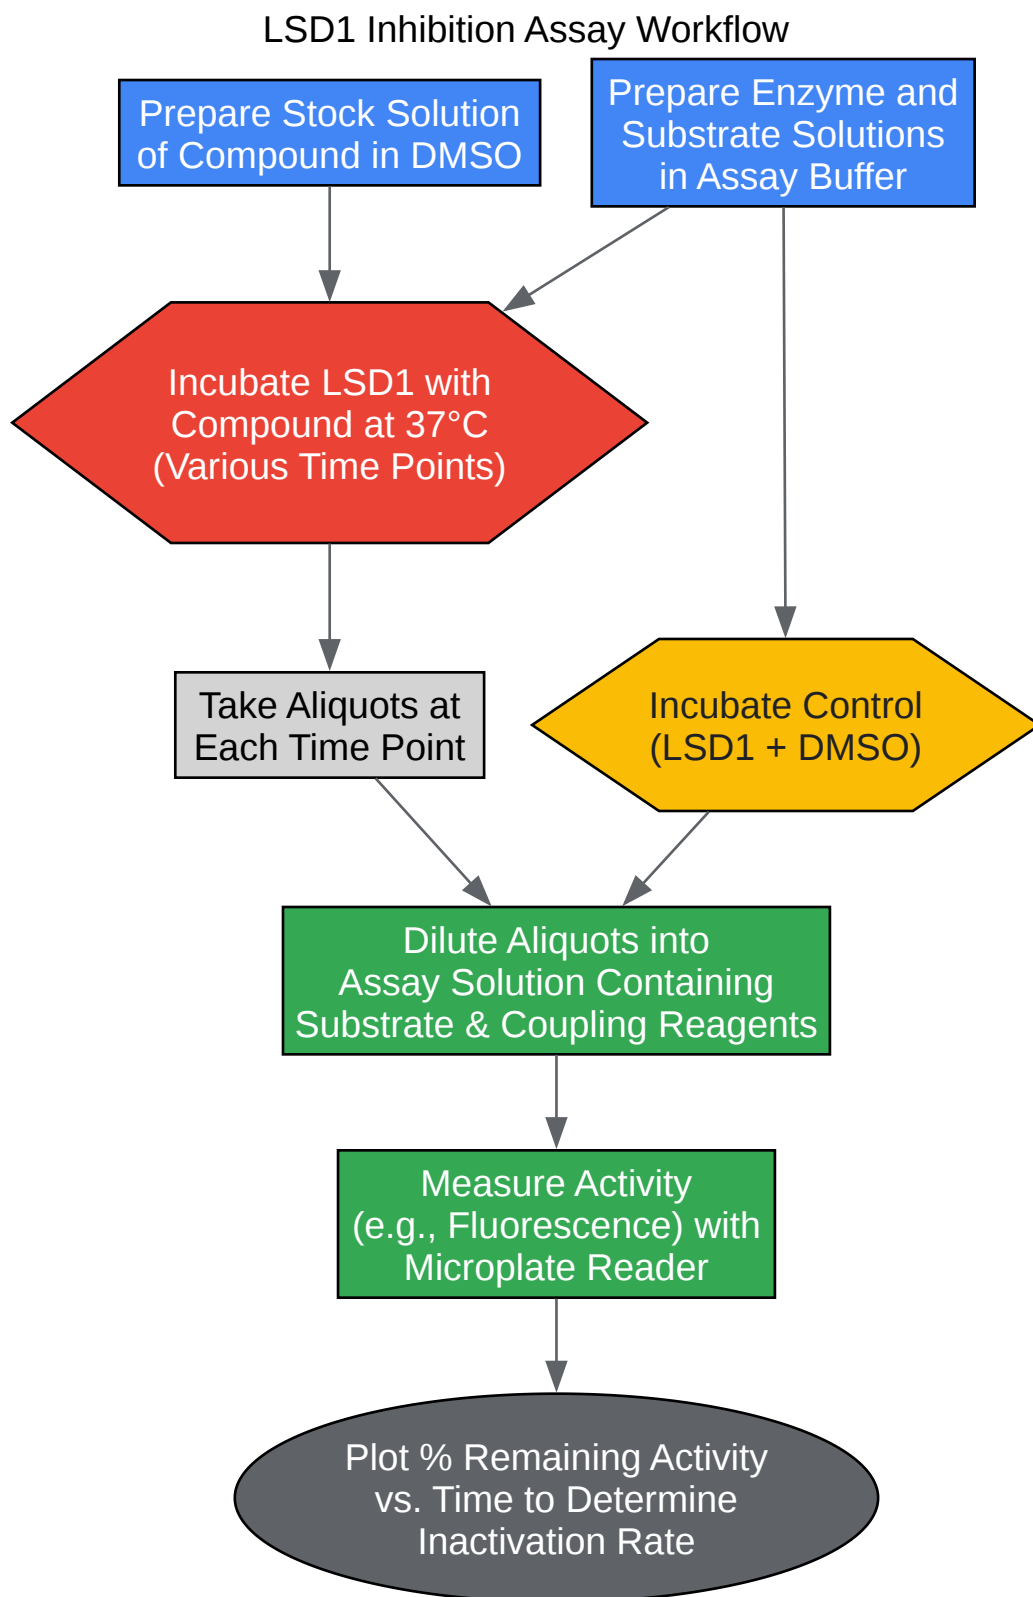 LSD1 Inhibition Assay Workflow
Prepare Stock Solution
of Compound in DMSO
Prepare Enzyme and
Substrate Solutions
in Assay Buffer
Incubate LSD1 with
Compound at 37°C
(Various Time Points)
Take Aliquots at
Each Time Point
Incubate Control
(LSD1 + DMSO)
Dilute Aliquots into
Assay Solution Containing
Substrate & Coupling Reagents
Measure Activity
(e.g., Fluorescence) with
Microplate Reader
Plot % Remaining Activity
vs. Time to Determine
Inactivation Rate